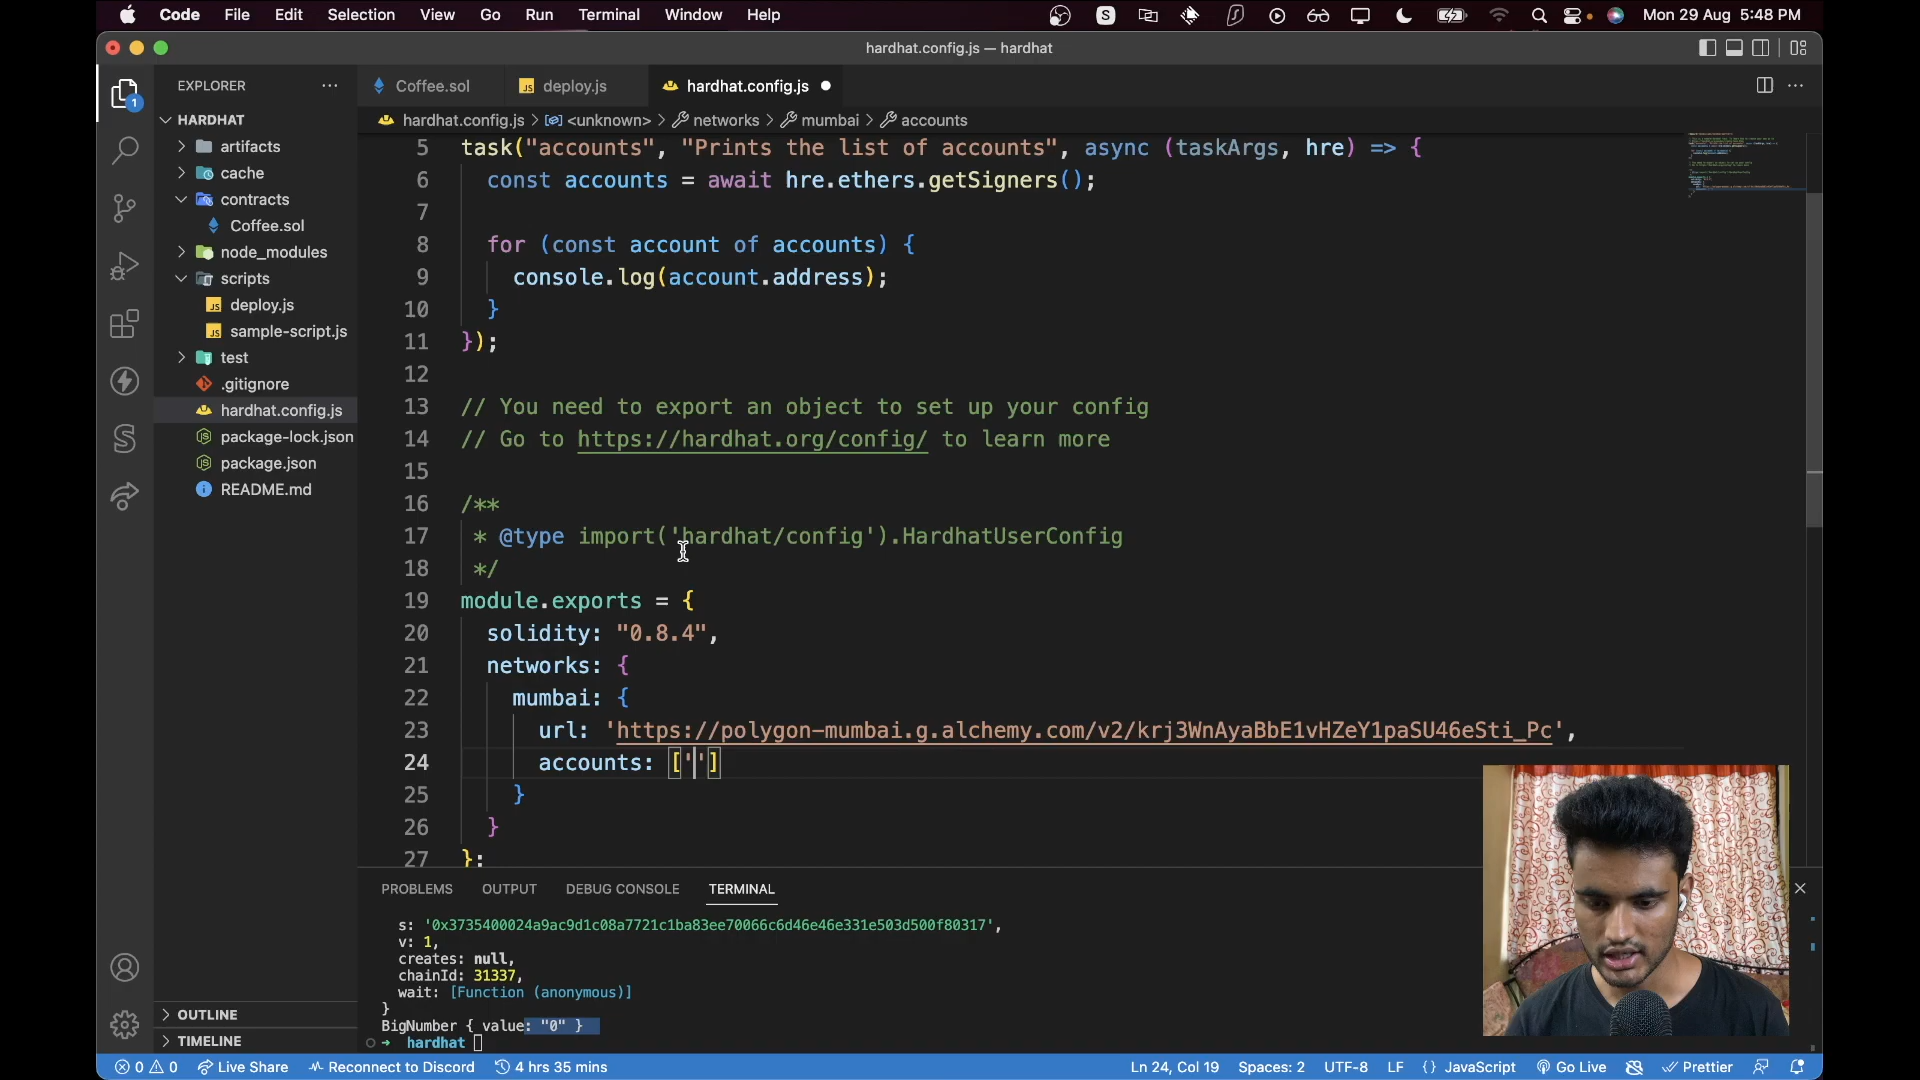 Code File Edit Selection View Go Run Terminal Window Help Mon 29 Aug 5:48 PM
hardhat.config.js — hardhat
EXPLORER
HARDHAT
artifacts
cache
contracts
Coffee.sol
node_modules
scripts
deploy.js
sample-script.js
test
.gitignore
hardhat.config.js
package-lock.json
package.json
README.md
OUTLINE
TIMELINE
Coffee.sol deploy.js hardhat.config.js
hardhat.config.js > <unknown> > networks > mumbai > accounts
5 task("accounts", "Prints the list of accounts", async (taskArgs, hre) => {
6 const accounts = await hre.ethers.getSigners();
7
8 for (const account of accounts) {
9 console.log(account.address);
10 }
11 });
12
13 // You need to export an object to set up your config
14 // Go to https://hardhat.org/config/ to learn more
15
16 /**
17 * @type import('hardhat/config').HardhatUserConfig
18 */
19 module.exports = {
20 solidity: "0.8.4",
21 networks: {
22 mumbai: {
23 url: 'https://polygon-mumbai.g.alchemy.com/v2/krj3WnAyaBbE1vHZeY1paSU46eSti_Pc',
24 accounts: ['']
25 }
26 }
27 };
PROBLEMS OUTPUT DEBUG CONSOLE TERMINAL
s: '0x3735400024a9ac9d1c08a7721c1ba83ee70066c6d46e46e331e503d500f80317',
v: 1,
creates: null,
chainId: 31337,
wait: [Function (anonymous)]
}
BigNumber { value: "0" }
➜ hardhat
0 0 Live Share Reconnect to Discord 4 hrs 35 mins Ln 24, Col 19 Spaces: 2 UTF-8 LF {} JavaScript Go Live Prettier